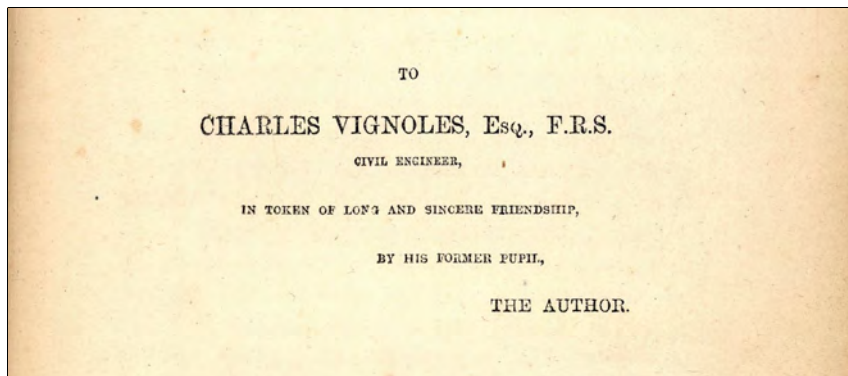 TO
CHARLES VIGNOLES, Esq., F.R.S.
CIVIL ENGINEER,
IN TOKEN OF LONG AND SINCERE FRIENDSHIP,
BY HIS FORMER PUPIL,
THE AUTHOR.